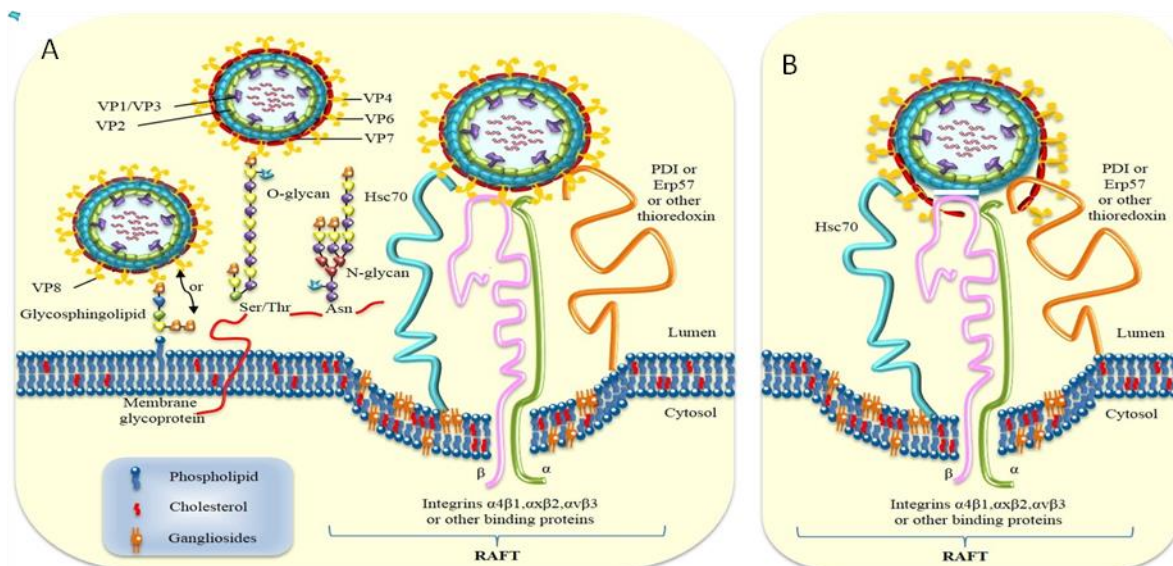 A
VP1/VP3
VP2
VP4
VP6
VP7
O-glycan
Hsc70
PDI or
Erp57
or other
thioredoxin
N-glycan
VP8
or
Glycosphingolipid
Ser/Thr
Asn
Lumen
Membrane
glycoprotein
Cytosol
Phospholipid
Cholesterol
Gangliosides
β
α
Integrins α4β1,αxβ2,αvβ3
or other binding proteins
RAFT
B
PDI or
Erp57
or other
thioredoxin
Hsc70
Lumen
Cytosol
β
α
Integrins α4β1,αxβ2,αvβ3
or other binding proteins
RAFT